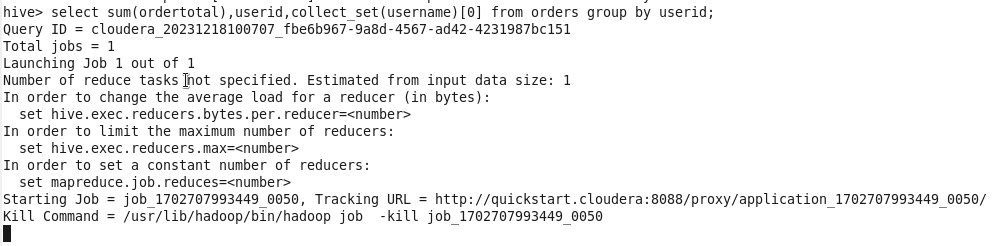 hive> select sum(ordertotal),userid,collect_set(username)[0] from orders group by userid;
Query ID = cloudera_20231218100707_fbe6b967-9a8d-4567-ad42-4231987bc151
Total jobs = 1
Launching Job 1 out of 1
Number of reduce tasks not specified. Estimated from input data size: 1
In order to change the average load for a reducer (in bytes):
  set hive.exec.reducers.bytes.per.reducer=<number>
In order to limit the maximum number of reducers:
  set hive.exec.reducers.max=<number>
In order to set a constant number of reducers:
  set mapreduce.job.reduces=<number>
Starting Job = job_1702707993449_0050, Tracking URL = http://quickstart.cloudera:8088/proxy/application_1702707993449_0050/
Kill Command = /usr/lib/hadoop/bin/hadoop job  -kill job_1702707993449_0050